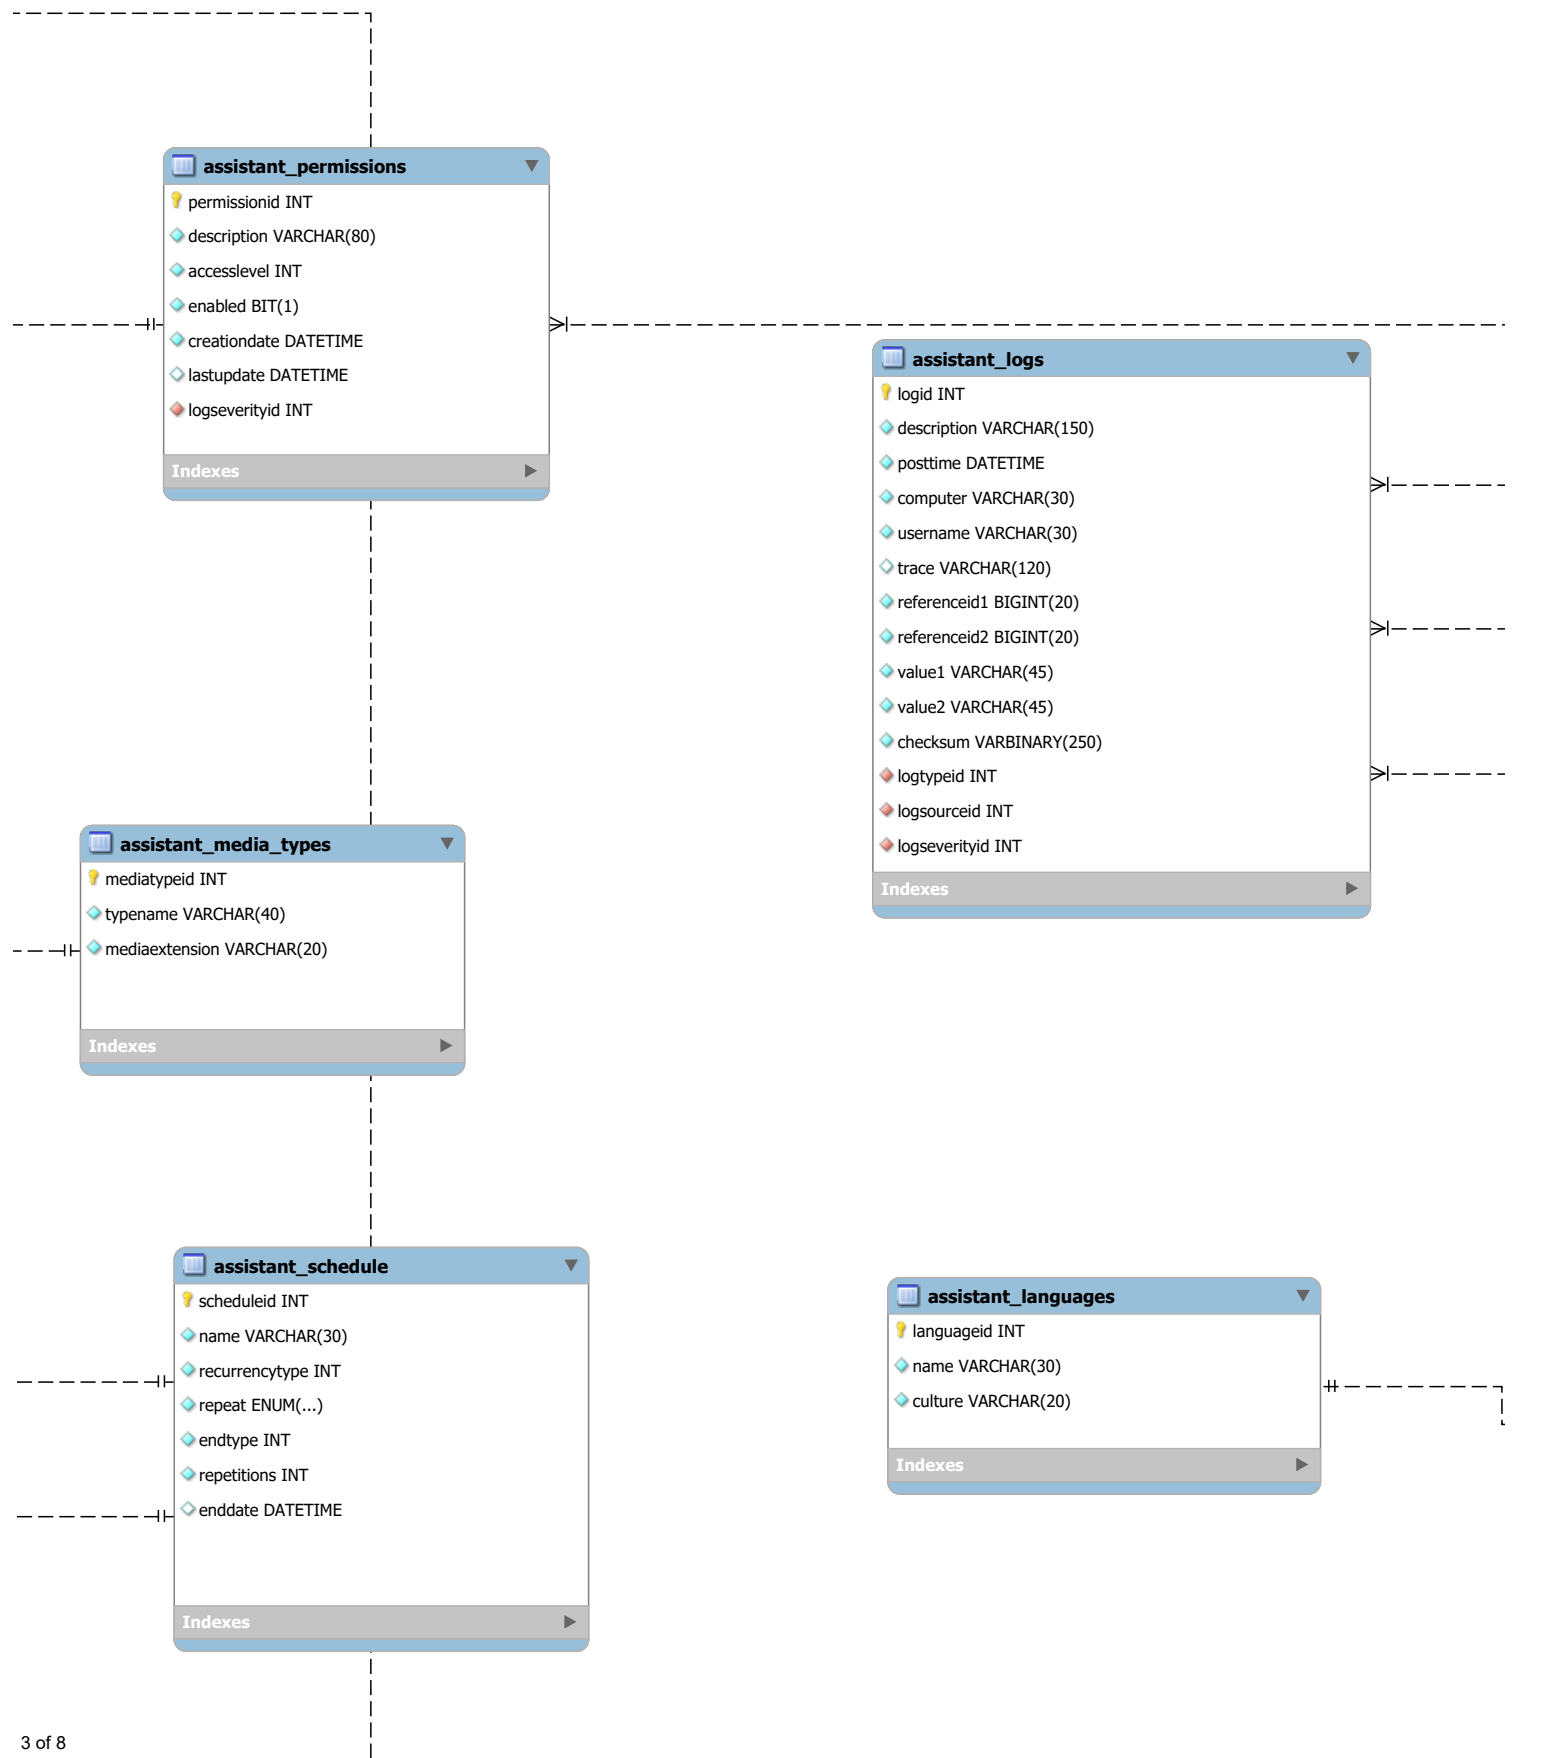 assistant_permissions
permissionid INT
description VARCHAR(80)
accesslevel INT
enabled BIT(1)
creationdate DATETIME
lastupdate DATETIME
logseverityid INT
Indexes
assistant_logs
logid INT
description VARCHAR(150)
posttime DATETIME
computer VARCHAR(30)
username VARCHAR(30)
trace VARCHAR(120)
referenceid1 BIGINT(20)
referenceid2 BIGINT(20)
value1 VARCHAR(45)
value2 VARCHAR(45)
checksum VARBINARY(250)
logtypeid INT
logsourceid INT
logseverityid INT
Indexes
assistant_media_types
mediatypeid INT
typename VARCHAR(40)
mediaextension VARCHAR(20)
Indexes
assistant_schedule
scheduleid INT
name VARCHAR(30)
recurrencytype INT
repeat ENUM(...)
endtype INT
repetitions INT
enddate DATETIME
Indexes
assistant_languages
languageid INT
name VARCHAR(30)
culture VARCHAR(20)
Indexes
3 of 8